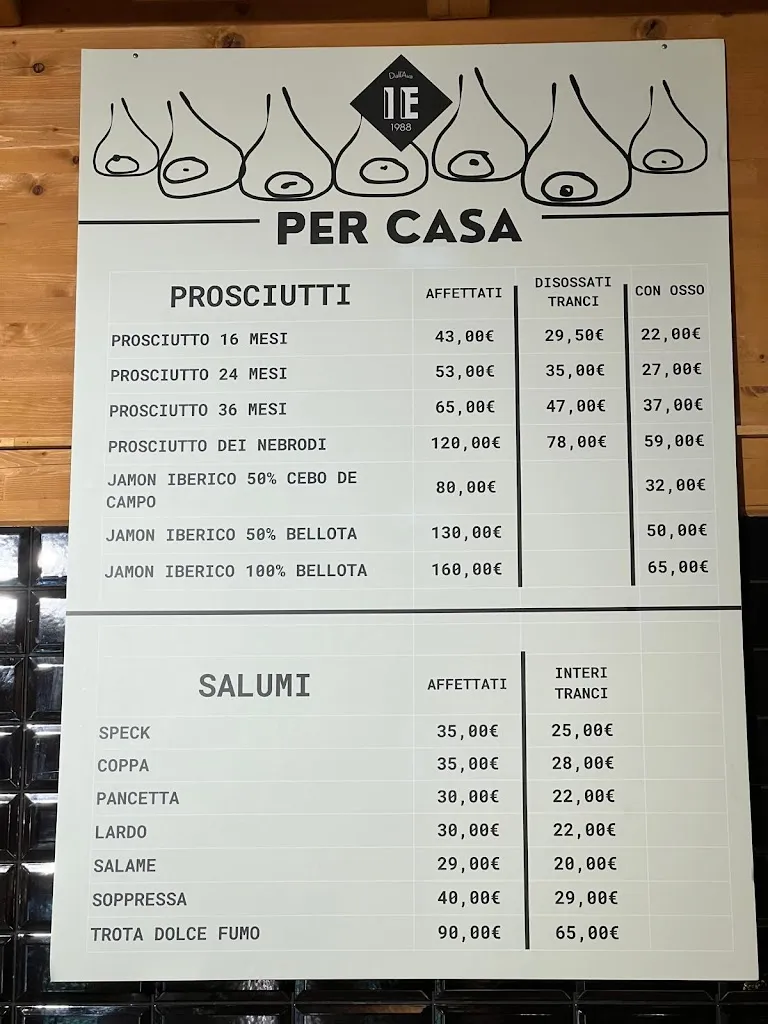 Dall'Ava
1988
PER CASA
PROSCIUTTI AFFETTATI DISOSSATI TRANCI CON OSSO
PROSCIUTTO 16 MESI 43,00€ 29,50€ 22,00€
PROSCIUTTO 24 MESI 53,00€ 35,00€ 27,00€
PROSCIUTTO 36 MESI 65,00€ 47,00€ 37,00€
PROSCIUTTO DEI NEBRODI 120,00€ 78,00€ 59,00€
JAMON IBERICO 50% CEBO DE
CAMPO 80,00€ 32,00€
JAMON IBERICO 50% BELLOTA 130,00€ 50,00€
JAMON IBERICO 100% BELLOTA 160,00€ 65,00€
SALUMI AFFETTATI INTERI TRANCI
SPECK 35,00€ 25,00€
COPPA 35,00€ 28,00€
PANCETTA 30,00€ 22,00€
LARDO 30,00€ 22,00€
SALAME 29,00€ 20,00€
SOPPRESSA 40,00€ 29,00€
TROTA DOLCE FUMO 90,00€ 65,00€